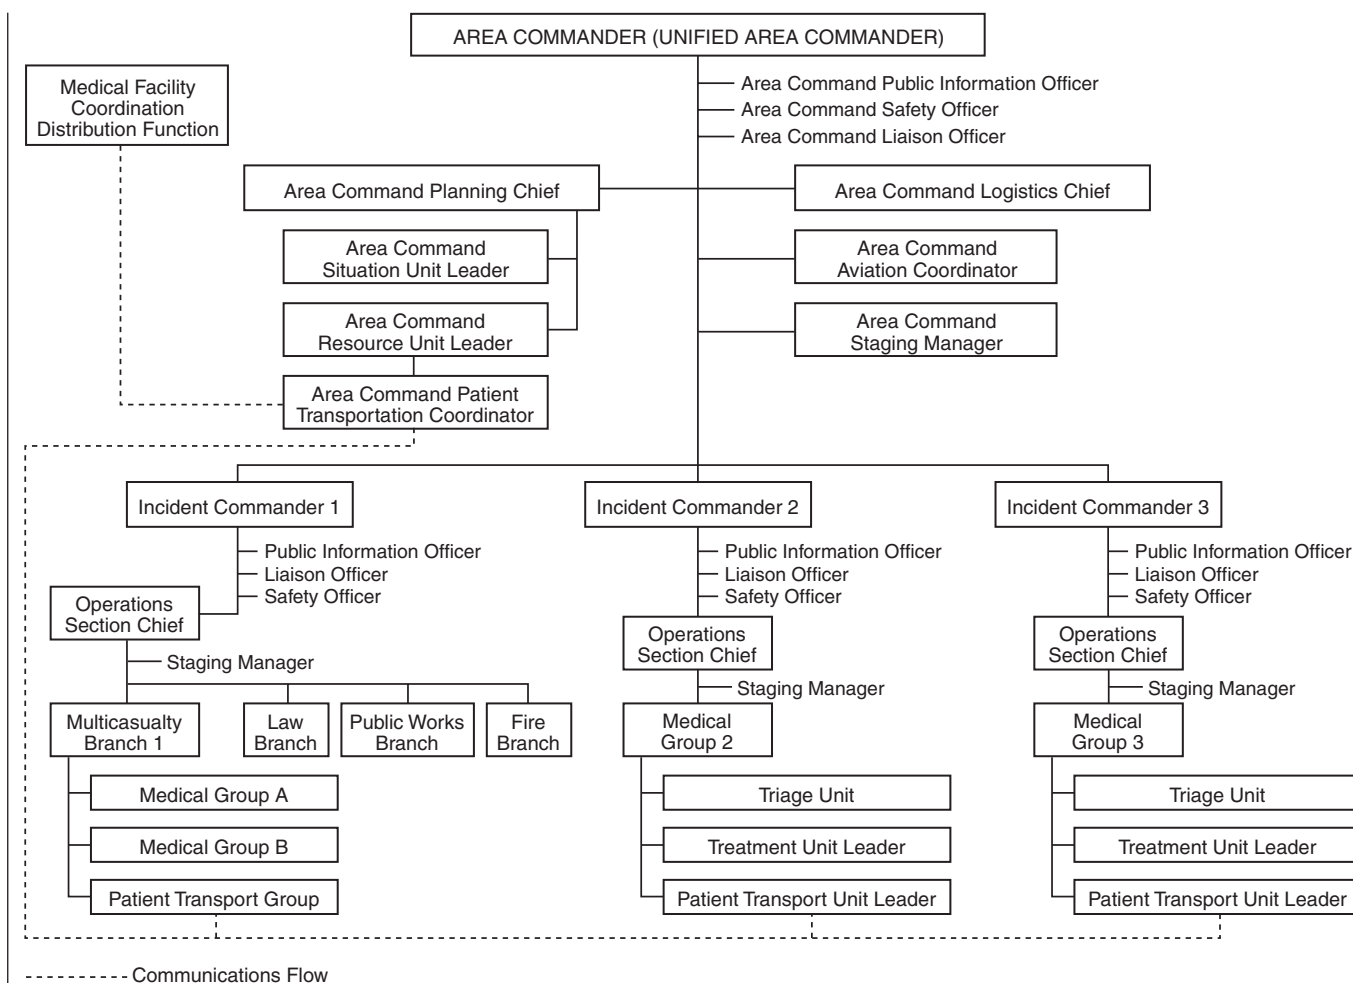 AREA COMMANDER (UNIFIED AREA COMMANDER)
Medical Facility
Coordination
Distribution Function
Area Command Public Information Officer
Area Command Safety Officer
Area Command Liaison Officer
Area Command Planning Chief
Area Command Logistics Chief
Area Command
Situation Unit Leader
Area Command
Aviation Coordinator
Area Command
Resource Unit Leader
Area Command
Staging Manager
Area Command Patient
Transportation Coordinator
Incident Commander 1
Public Information Officer
Liaison Officer
Safety Officer
Operations
Section Chief
Staging Manager
Multicasualty
Branch 1
Law
Branch
Public Works
Branch
Fire
Branch
Medical Group A
Medical Group B
Patient Transport Group
Incident Commander 2
Public Information Officer
Liaison Officer
Safety Officer
Operations
Section Chief
Staging Manager
Medical
Group 2
Triage Unit
Treatment Unit Leader
Patient Transport Unit Leader
Incident Commander 3
Public Information Officer
Liaison Officer
Safety Officer
Operations
Section Chief
Staging Manager
Medical
Group 3
Triage Unit
Treatment Unit Leader
Patient Transport Unit Leader
Communications Flow